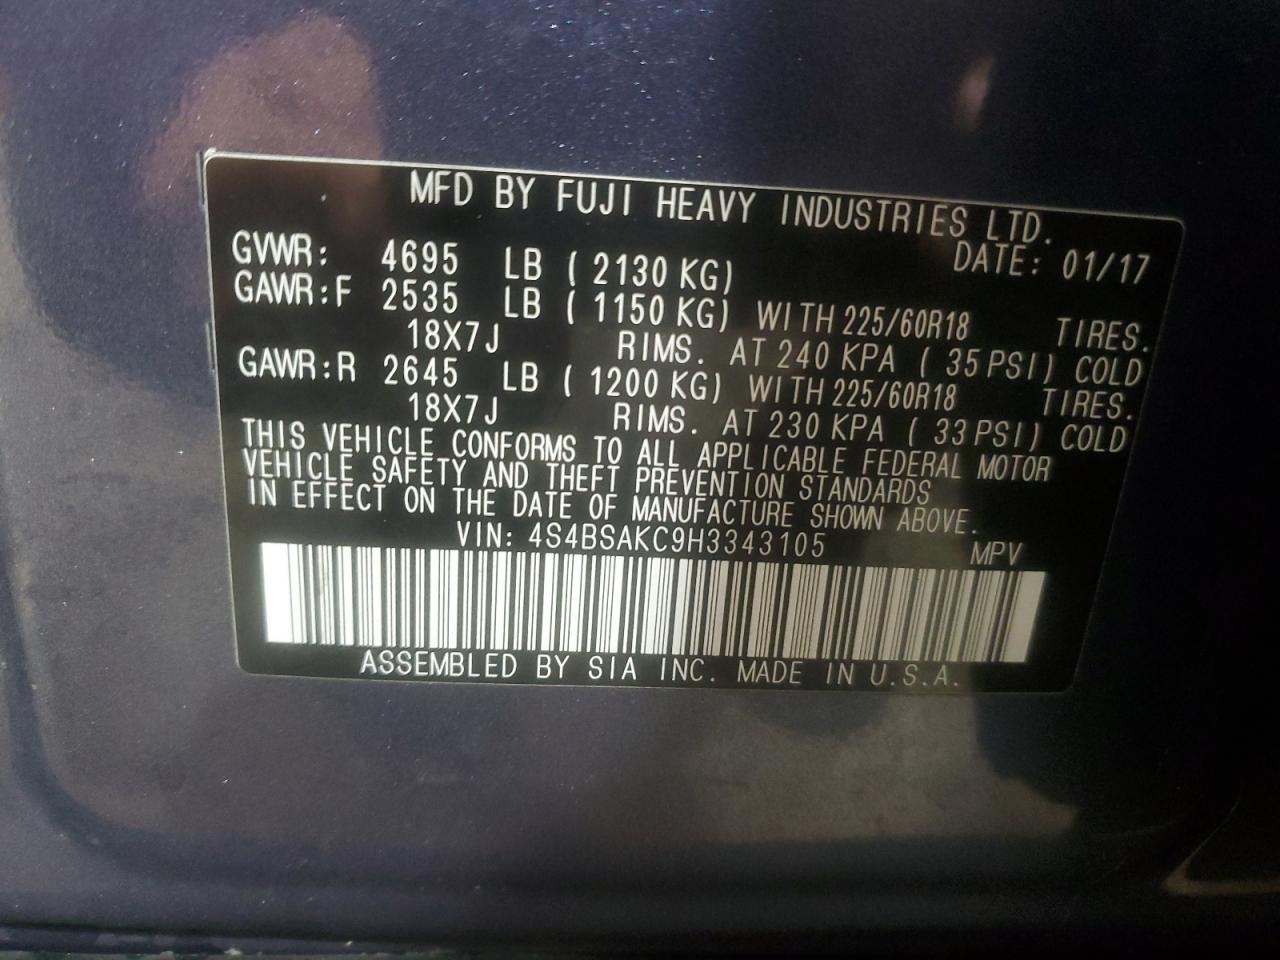 MFD BY FUJI HEAVY INDUSTRIES LTD.
DATE: 01/17
GVWR: 4695 LB ( 2130 KG)
GAWR:F 2535 LB ( 1150 KG) WITH 225/60R18 TIRES.
18X7J RIMS. AT 240 KPA ( 35 PSI) COLD
GAWR:R 2645 LB ( 1200 KG) WITH 225/60R18 TIRES.
18X7J RIMS. AT 230 KPA ( 33 PSI) COLD
THIS VEHICLE CONFORMS TO ALL APPLICABLE FEDERAL MOTOR
VEHICLE SAFETY AND THEFT PREVENTION STANDARDS
IN EFFECT ON THE DATE OF MANUFACTURE SHOWN ABOVE.
VIN: 4S4BSAKC9H3343105 MPV
ASSEMBLED BY SIA INC. MADE IN U.S.A.